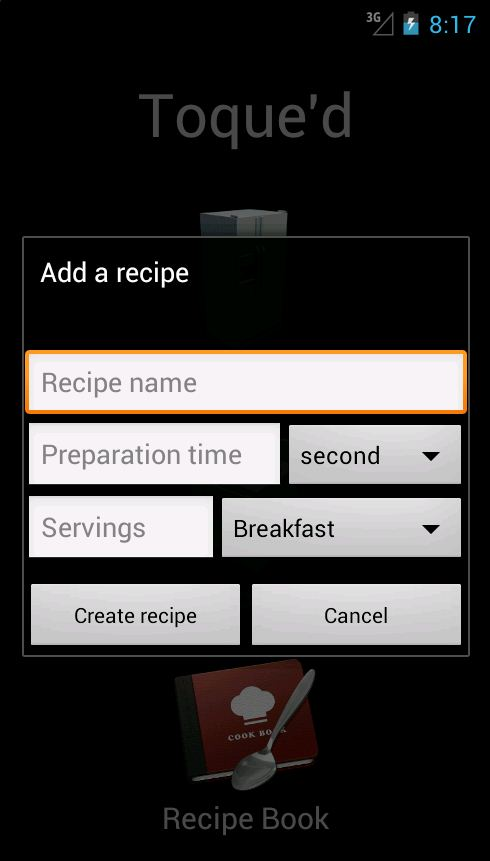 3G 8:17
Toque'd
Add a recipe
Recipe name
Preparation time second
Servings Breakfast
Create recipe Cancel
COOK BOOK
Recipe Book